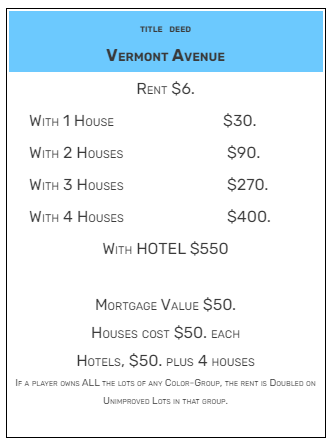 TITLE DEED
VERMONT AVENUE
RENT $6.
WITH 1 HOUSE $30.
WITH 2 HOUSES $90.
WITH 3 HOUSES $270.
WITH 4 HOUSES $400.
WITH HOTEL $550
MORTGAGE VALUE $50.
HOUSES COST $50. EACH
HOTELS, $50. PLUS 4 HOUSES
IF A PLAYER OWNS ALL THE LOTS OF ANY COLOR-GROUP, THE RENT IS DOUBLED ON
UNIMPROVED LOTS IN THAT GROUP.